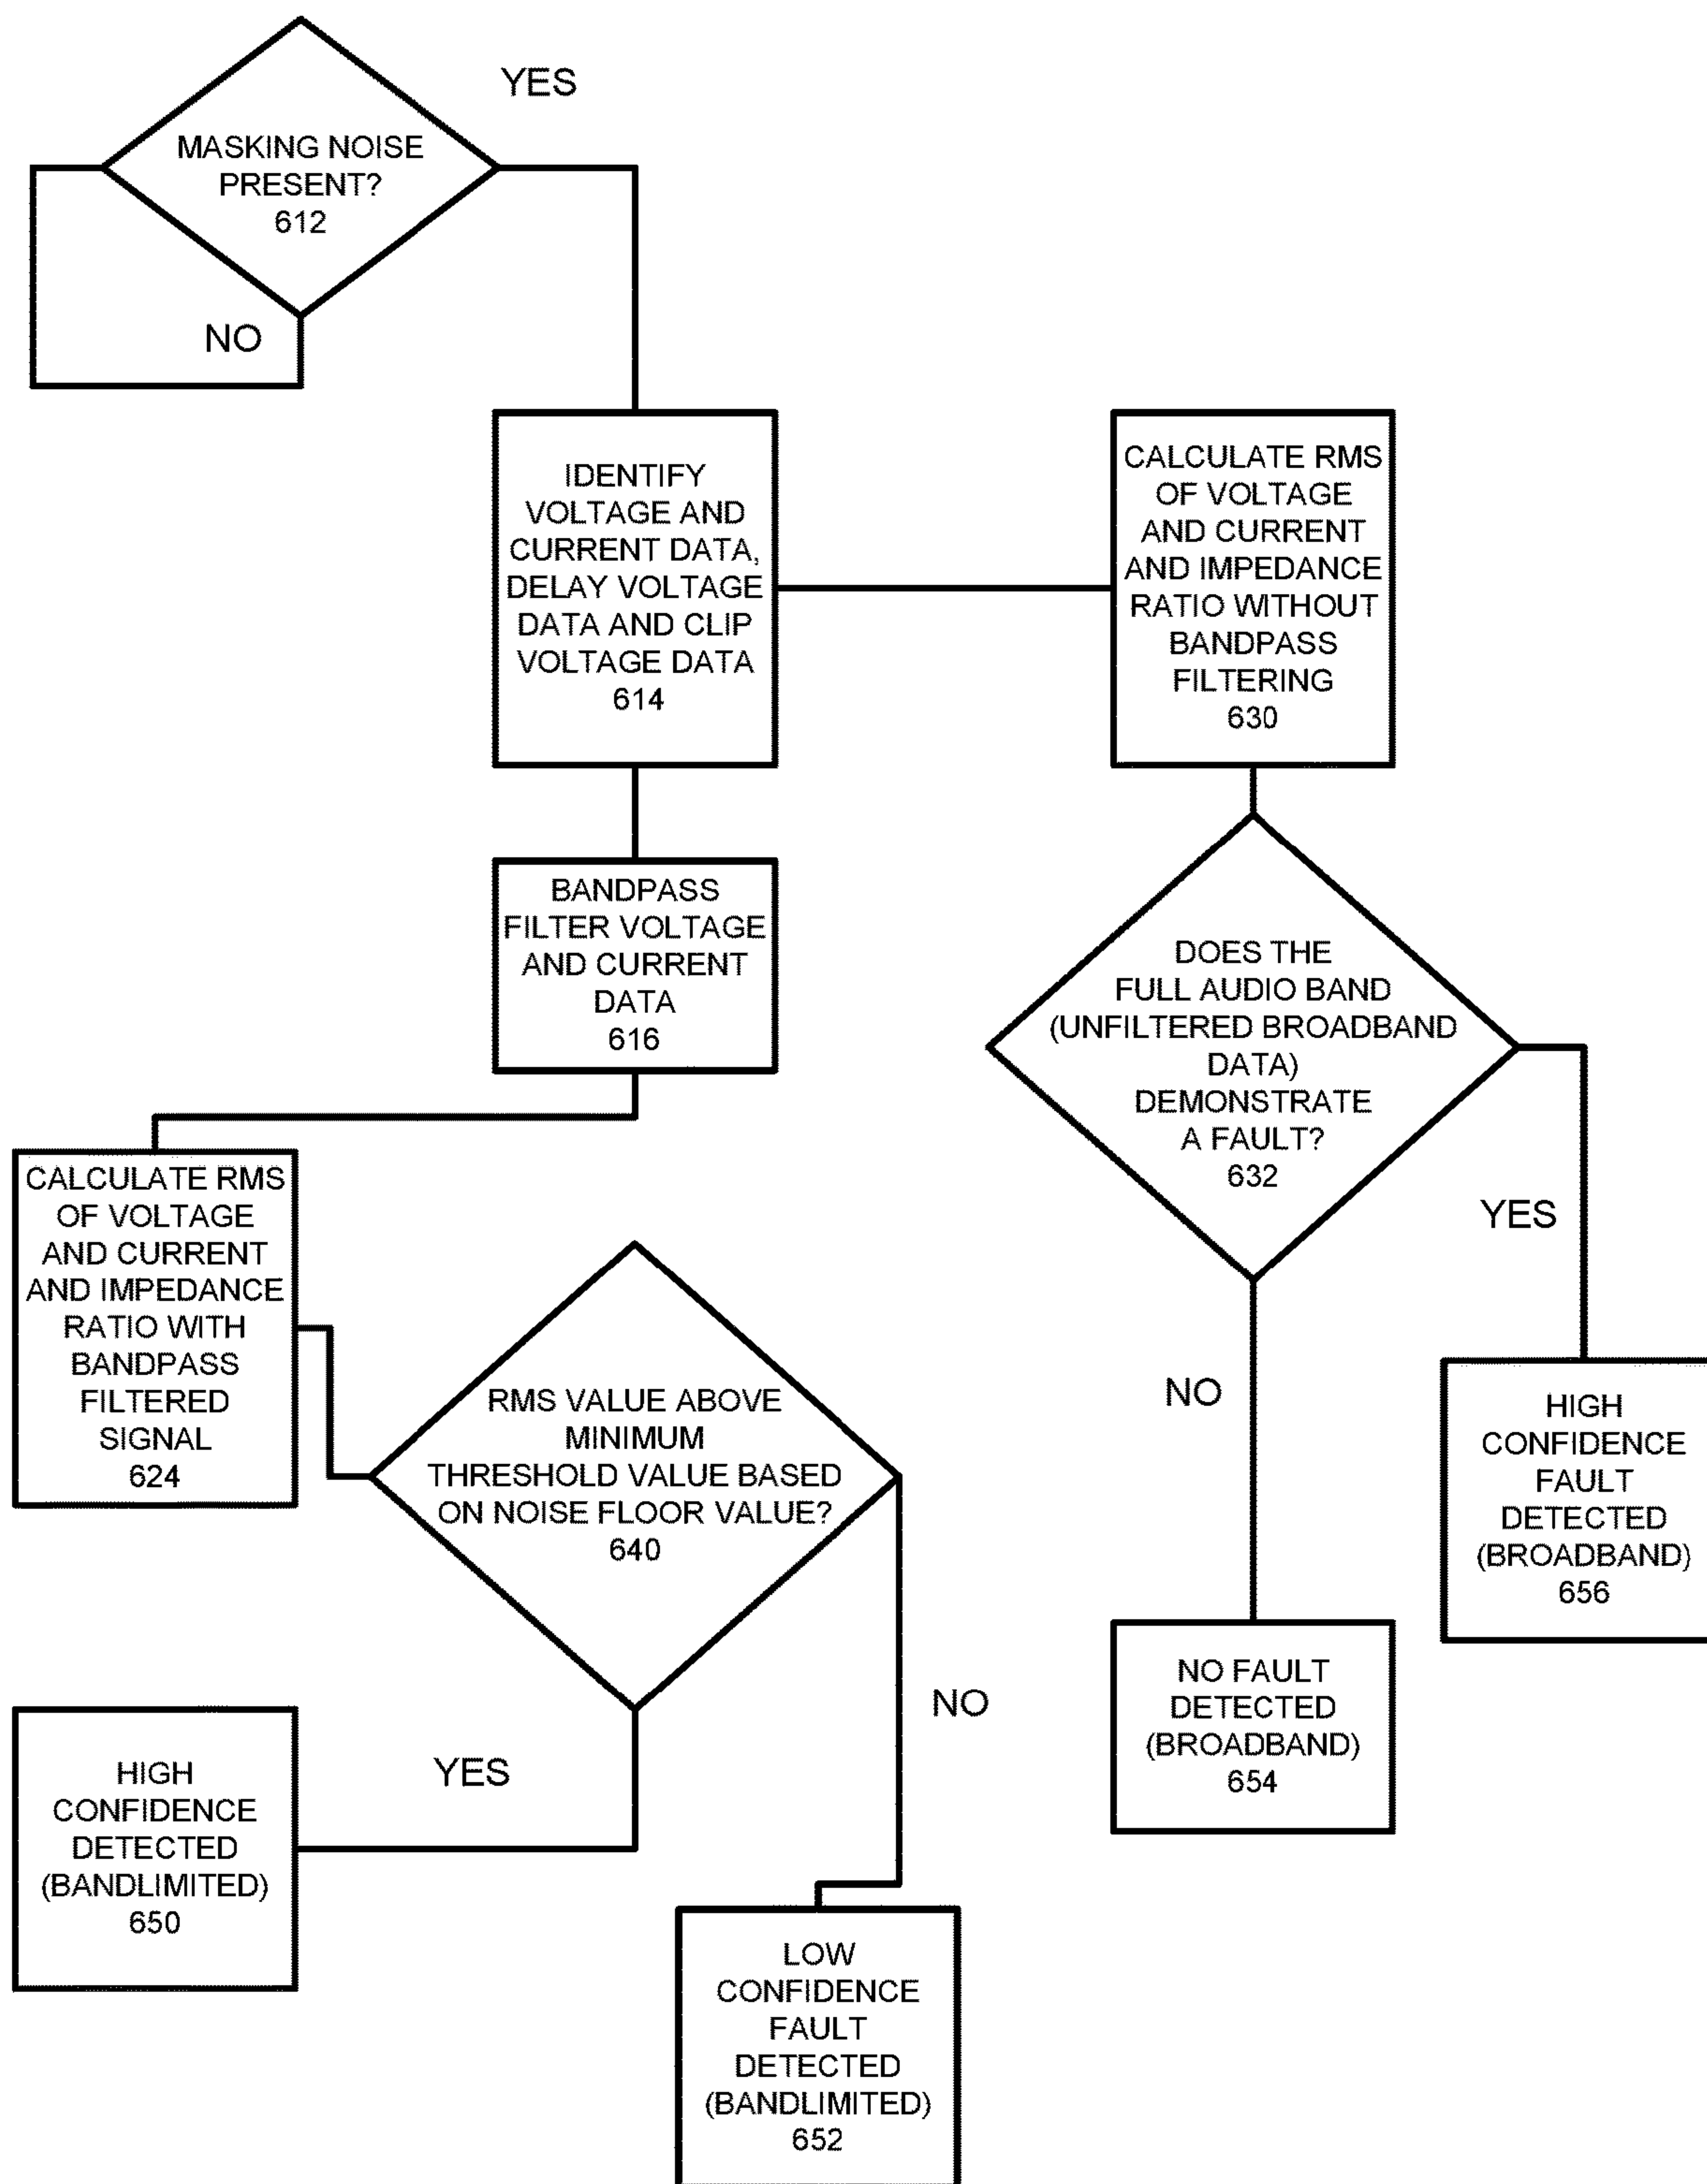 YES
MASKING NOISE
PRESENT?
612
NO
IDENTIFY
VOLTAGE AND
CURRENT DATA,
DELAY VOLTAGE
DATA AND CLIP
VOLTAGE DATA
614
CALCULATE RMS
OF VOLTAGE
AND CURRENT
AND IMPEDANCE
RATIO WITHOUT
BANDPASS
FILTERING
630
BANDPASS
FILTER VOLTAGE
AND CURRENT
DATA
616
DOES THE
FULL AUDIO BAND
(UNFILTERED BROADBAND
DATA)
DEMONSTRATE
A FAULT?
632
YES
NO
CALCULATE RMS
OF VOLTAGE
AND CURRENT
AND IMPEDANCE
RATIO WITH
BANDPASS
FILTERED
SIGNAL
624
RMS VALUE ABOVE
MINIMUM
THRESHOLD VALUE BASED
ON NOISE FLOOR VALUE?
640
HIGH
CONFIDENCE
FAULT
DETECTED
(BROADBAND)
656
NO FAULT
DETECTED
(BROADBAND)
654
NO
YES
HIGH
CONFIDENCE
DETECTED
(BANDLIMITED)
650
LOW
CONFIDENCE
FAULT
DETECTED
(BANDLIMITED)
652